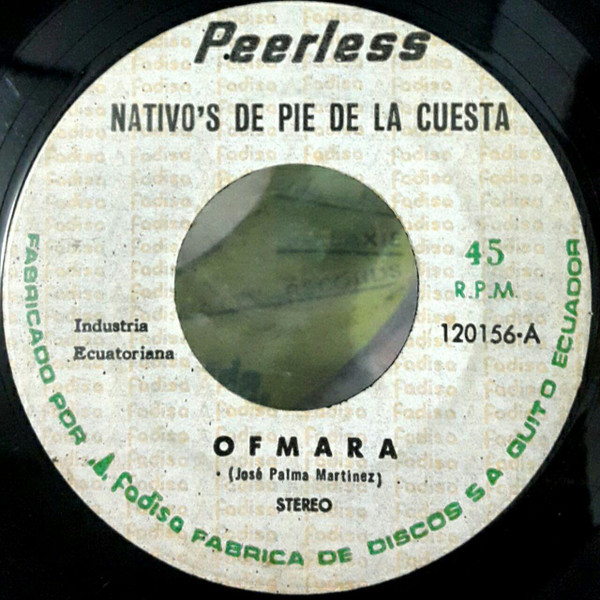 Peerless
NATIVO'S DE PIE DE LA CUESTA
45
R.P.M.
Industria
Ecuatoriana
120156-A
OFMARA
(José Palma Martinez)
STEREO
FABRICADO POR fadisa FABRICA DE DISCOS S A QUITO ECUADOR